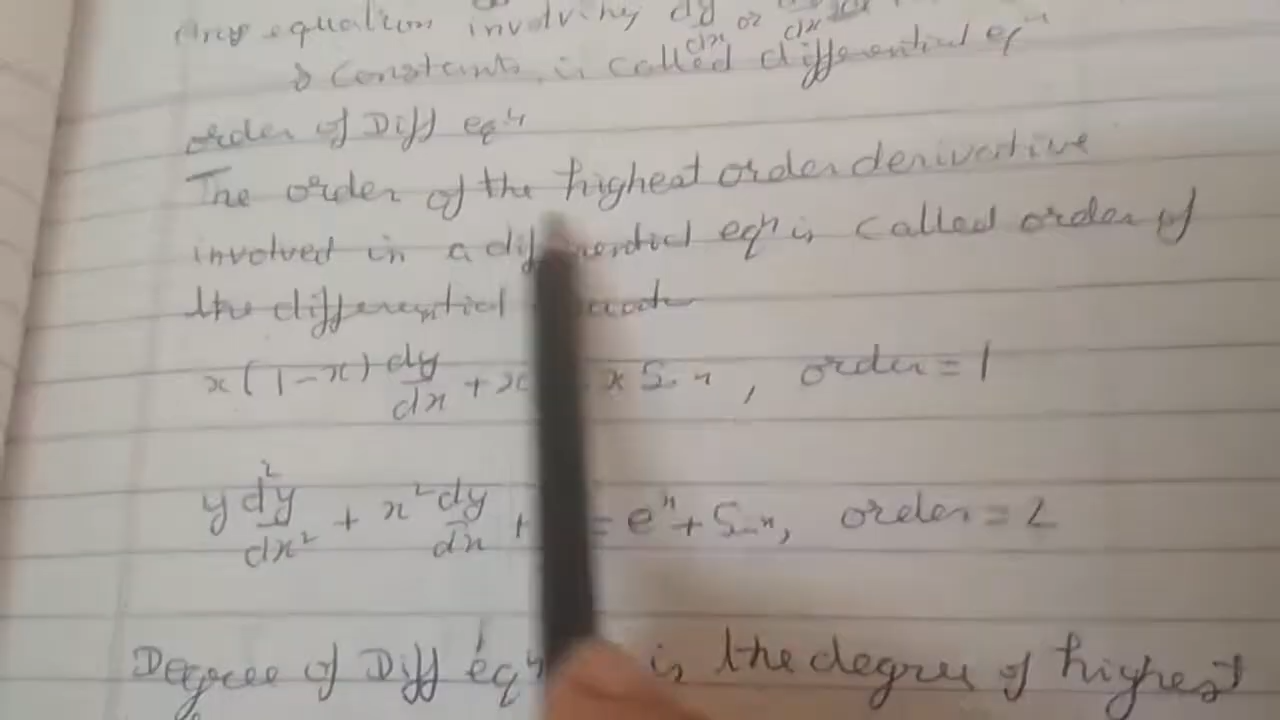 any equation involving dy/dx or
& constants is called differential eqⁿ
order of Diff eqⁿ
The order of the highest order derivative
involved in a differential eqⁿ is called order of
the differential
x(1-x) dy/dx + x Sin x, order = 1
y d²y/dx² + x² dy/dx + = eˣ + Sin x, order = 2
Degree of Diff eqⁿ is the degree of highest